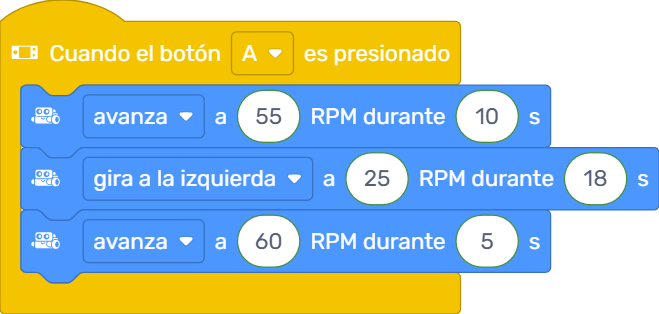 Cuando el botón A es presionado
avanza a 55 RPM durante 10 s
gira a la izquierda a 25 RPM durante 18 s
avanza a 60 RPM durante 5 s